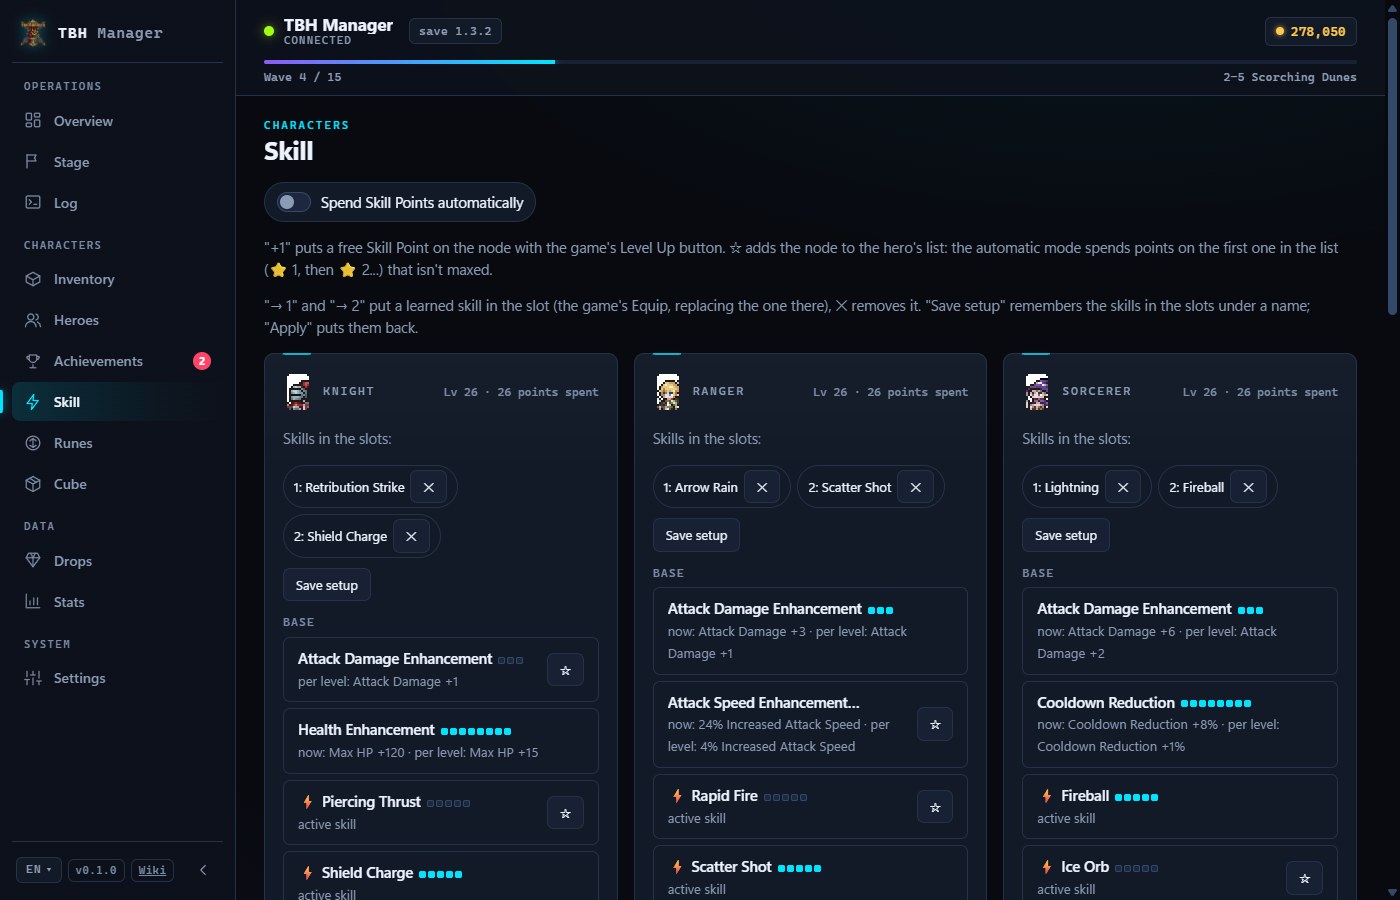 TBH Manager
OPERATIONS
Overview
Stage
Log
CHARACTERS
Inventory
Heroes
Achievements 2
Skill
Runes
Cube
DATA
Drops
Stats
SYSTEM
Settings
EN ▾ v0.1.0 Wiki
TBH Manager
CONNECTED
save 1.3.2
278,050
Wave 4 / 15
2-5 Scorching Dunes
CHARACTERS
Skill
Spend Skill Points automatically
"+1" puts a free Skill Point on the node with the game's Level Up button. ☆ adds the node to the hero's list: the automatic mode spends points on the first one in the list
(⭐ 1, then ⭐ 2...) that isn't maxed.
"→ 1" and "→ 2" put a learned skill in the slot (the game's Equip, replacing the one there), ✕ removes it. "Save setup" remembers the skills in the slots under a name;
"Apply" puts them back.
KNIGHT Lv 26 · 26 points spent
Skills in the slots:
1: Retribution Strike ✕
2: Shield Charge ✕
Save setup
BASE
Attack Damage Enhancement
per level: Attack Damage +1
☆
Health Enhancement
now: Max HP +120 · per level: Max HP +15
Piercing Thrust
active skill
☆
Shield Charge
active skill
RANGER Lv 26 · 26 points spent
Skills in the slots:
1: Arrow Rain ✕ 2: Scatter Shot ✕
Save setup
BASE
Attack Damage Enhancement
now: Attack Damage +3 · per level: Attack
Damage +1
Attack Speed Enhancement...
now: 24% Increased Attack Speed · per
level: 4% Increased Attack Speed
☆
Rapid Fire
active skill
☆
Scatter Shot
active skill
SORCERER Lv 26 · 26 points spent
Skills in the slots:
1: Lightning ✕ 2: Fireball ✕
Save setup
BASE
Attack Damage Enhancement
now: Attack Damage +6 · per level: Attack
Damage +2
Cooldown Reduction
now: Cooldown Reduction +8% · per level:
Cooldown Reduction +1%
Fireball
active skill
Ice Orb
active skill
☆